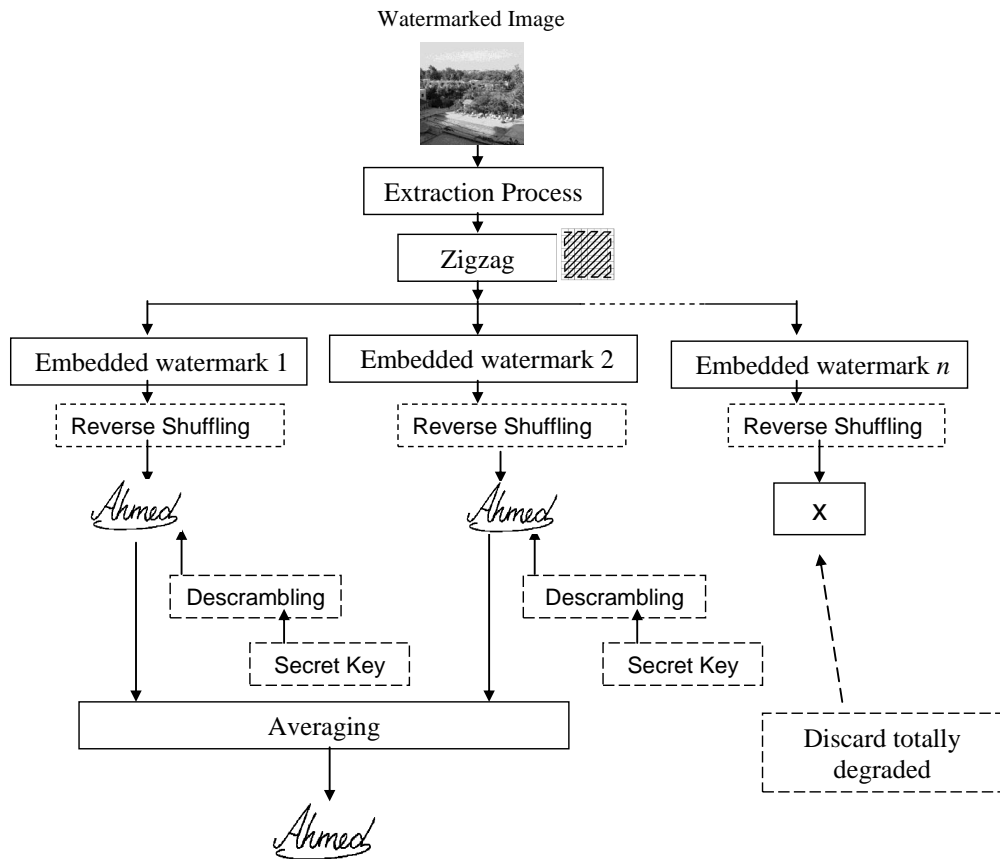 Watermarked Image
Extraction Process
Zigzag
Embedded watermark 1
Embedded watermark 2
Embedded watermark n
Reverse Shuffling
Reverse Shuffling
Reverse Shuffling
Ahmed
Ahmed
x
Descrambling
Descrambling
Secret Key
Secret Key
Averaging
Discard totally
degraded
Ahmed